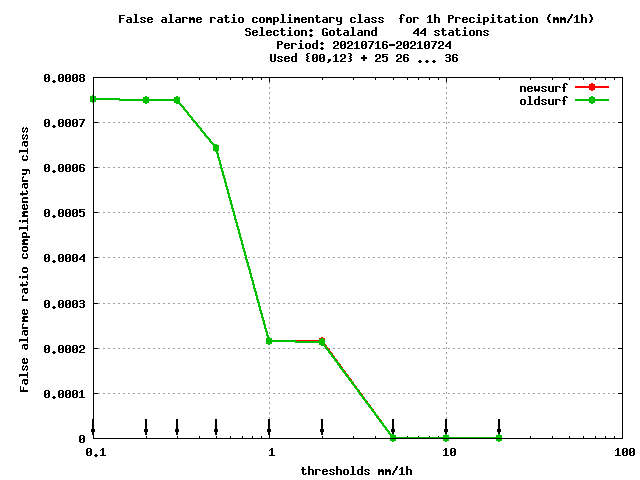 False alarme ratio complimentary class  for 1h Precipitation (mm/1h)
Selection: Gotaland     44 stations
Period: 20210716-20210724
Used {00,12} + 25 26 ... 36
newsurf
oldsurf
0.0008
0.0007
0.0006
0.0005
0.0004
0.0003
0.0002
0.0001
0
False alarme ratio complimentary class
0.1
1
10
100
thresholds mm/1h